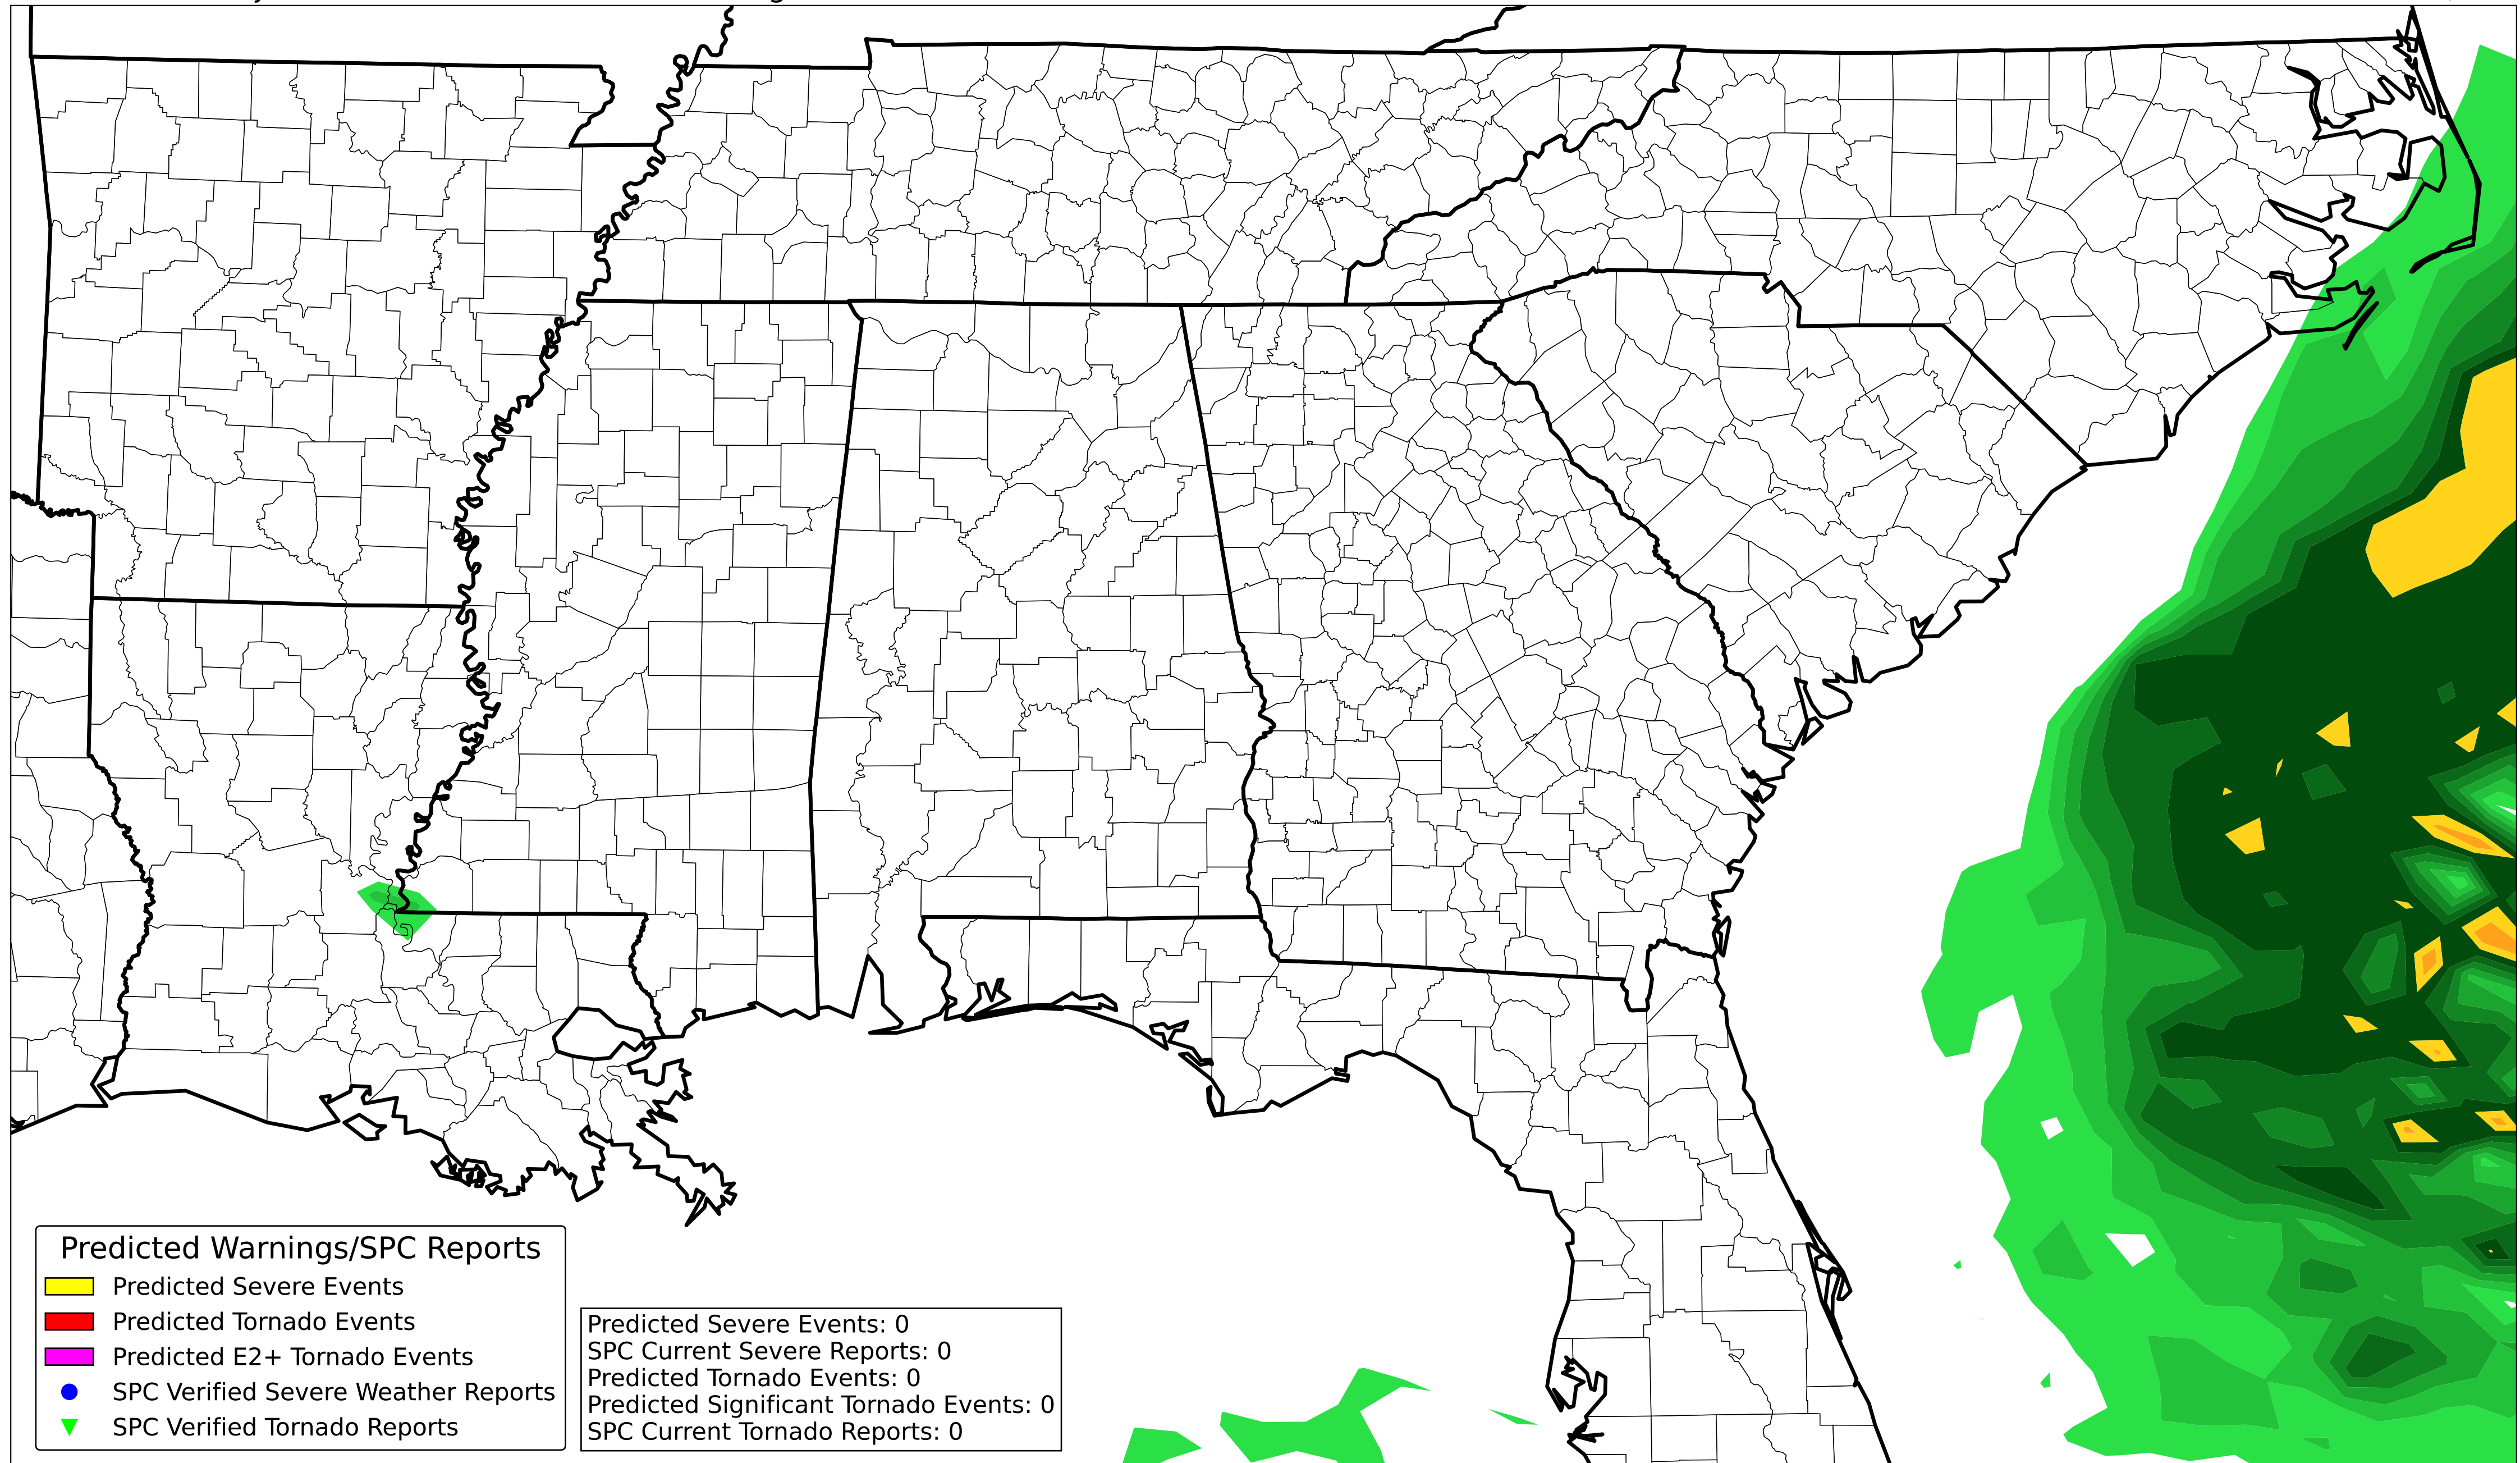 Predicted Warnings/SPC Reports
Predicted Severe Events
Predicted Tornado Events
Predicted E2+ Tornado Events
SPC Verified Severe Weather Reports
SPC Verified Tornado Reports
Predicted Severe Events: 0
SPC Current Severe Reports: 0
Predicted Tornado Events: 0
Predicted Significant Tornado Events: 0
SPC Current Tornado Reports: 0